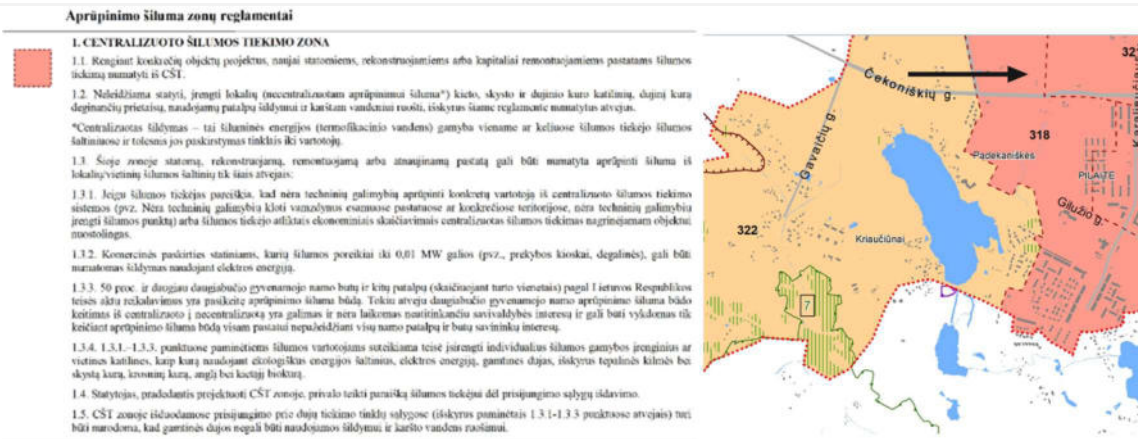 Aprūpinimo šiluma zonų reglamentai
1. CENTRALIZUOTO ŠILUMOS TIEKIMO ZONA
1.1. Rengiant konkrečių objektų projektus, naujai statomiems, rekonstruojamiems arba kapitaliai remontuojamiems pastatams šilumos
tiekimą numatyti iš CŠT.
1.2. Neleidžiama statyti, įrengti lokalių (necentralizuotam aprūpinimui šiluma*) kieto, skysto ir dujinio kuro katilinių, dujinį kurą
deginančių prietaisų, naudojamų patalpų šildymui ir karštam vandeniui ruošti, išskyrus šiame reglamente numatytus atvejus.
*Centralizuotas šildymas – tai šiluminės energijos (termofikacinio vandens) gamyba viename ar keliuose šilumos tiekėjo šilumos
šaltiniuose ir tolesnis jos paskirstymas tinklais iki vartotojų.
1.3. Šioje zonoje statomą, rekonstruojamą, remontuojamą arba atnaujinamą pastatą gali būti numatyta aprūpinti šiluma iš
lokalių/vietinių šilumos šaltinių tik šiais atvejais:
1.3.1. Jeigu šilumos tiekėjas pareiškia, kad nėra techninių galimybių aprūpinti konkretų vartotoją iš centralizuoto šilumos tiekimo
sistemos (pvz. Nėra techninių galimybių kloti vamzdynus esamuose pastatuose ar konkrečiose teritorijose, nėra techninių galimybių
įrengti šilumos punktą) arba šilumos tiekėjo atliktais ekonominiais skaičiavimais centralizuotas šilumos tiekimas nagrinėjamam objektui
nuostolingas.
1.3.2. Komercinės paskirties statiniams, kurių šilumos poreikiai iki 0,01 MW galios (pvz., prekybos kioskai, degalinės), gali būti
numatomas šildymas naudojant elektros energiją.
1.3.3. 50 proc. ir daugiau daugiabučio gyvenamojo namo butų ir kitų patalpų (skaičiuojant turto vienetais) pagal Lietuvos Respublikos
teisės aktų reikalavimus yra pasikeitę aprūpinimo šiluma būdą. Tokiu atveju daugiabučio gyvenamojo namo aprūpinimo šiluma būdo
keitimas iš centralizuoto į necentralizuotą yra galimas ir nėra laikomas neatitinkančiu savivaldybės interesų ir gali būti vykdomas tik
keičiant aprūpinimo šiluma būdą visam pastatui nepažeidžiant visų namo patalpų ir butų savininkų interesų.
1.3.4. 1.3.1.–1.3.3. punktuose paminėtiems šilumos vartotojams suteikiama teisė įsirengti individualius šilumos gamybos įrenginius ar
vietines katilines, kaip kurą naudojant ekologiškus energijos šaltinius, elektros energiją, gamtines dujas, išskyrus tepalinės kilmės bei
skystą kurą, krosninį kurą, anglį bei kietąjį biokurą.
1.4. Statytojas, pradedantis projektuoti CŠT zonoje, privalo teikti paraišką šilumos tiekėjui dėl prisijungimo sąlygų išdavimo.
1.5. CŠT zonoje išduodamose prisijungimo prie dujų tiekimo tinklų sąlygose (išskyrus paminėtais 1.3.1-1.3.3 punktuose atvejais) turi
būti nurodoma, kad gamtinės dujos negali būti naudojamos šildymui ir karšto vandens ruošimui.
Čekoniškių g.
Gavaičių g.
318
Padekaniškės
PILAITĖ
Gilužio g.
322
Kriaučiūnai
7